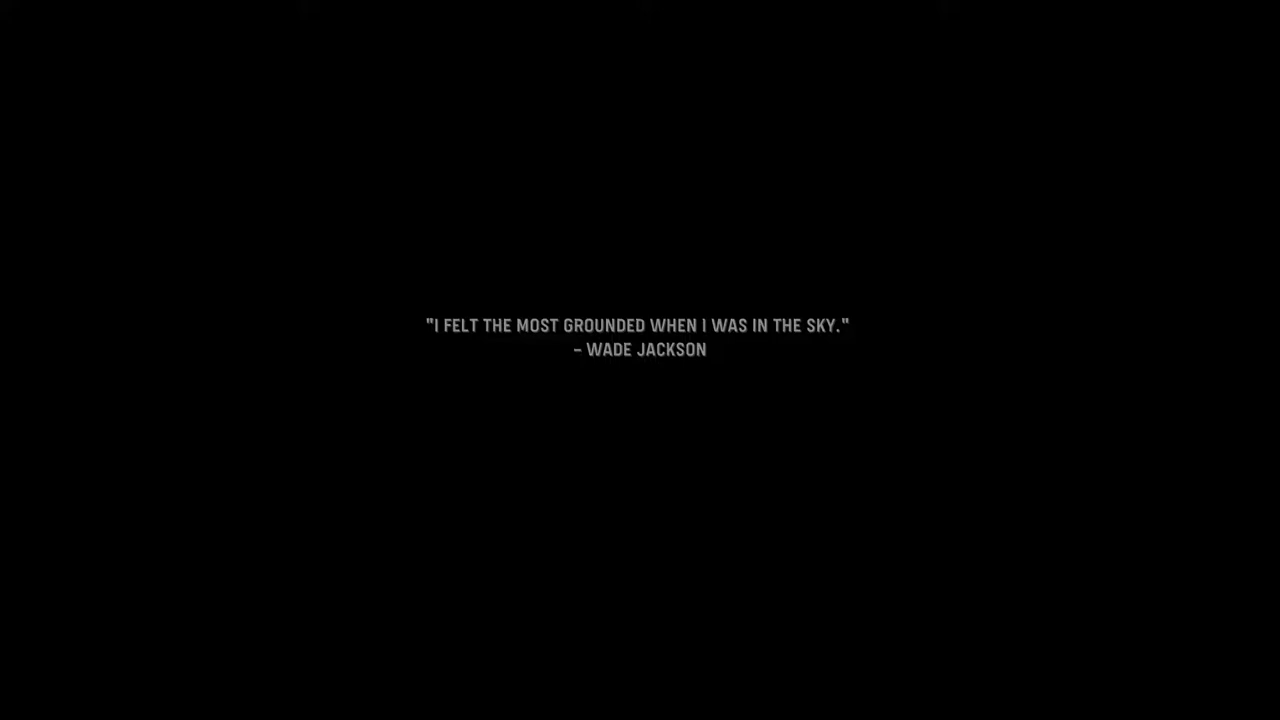 "I FELT THE MOST GROUNDED WHEN I WAS IN THE SKY."
– WADE JACKSON